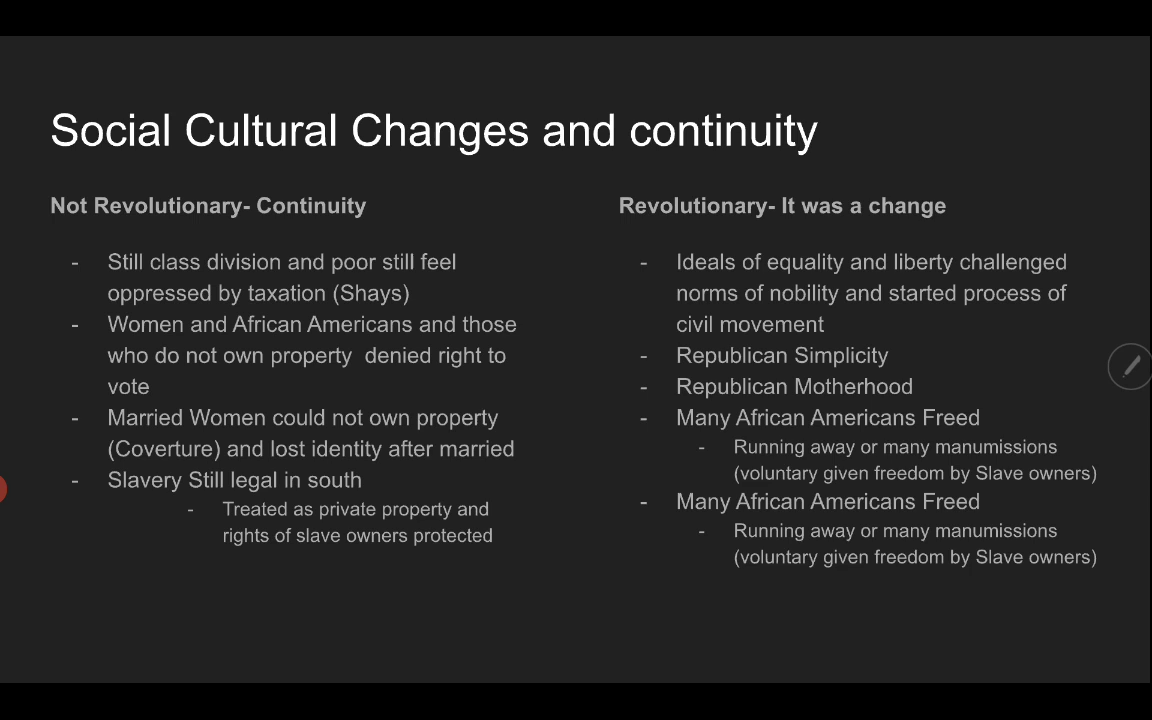 Social Cultural Changes and continuity
Not Revolutionary- Continuity
- Still class division and poor still feel
oppressed by taxation (Shays)
- Women and African Americans and those
who do not own property  denied right to
vote
- Married Women could not own property
(Coverture) and lost identity after married
- Slavery Still legal in south
- Treated as private property and
rights of slave owners protected
Revolutionary- It was a change
- Ideals of equality and liberty challenged
norms of nobility and started process of
civil movement
- Republican Simplicity
- Republican Motherhood
- Many African Americans Freed
- Running away or many manumissions
(voluntary given freedom by Slave owners)
- Many African Americans Freed
- Running away or many manumissions
(voluntary given freedom by Slave owners)